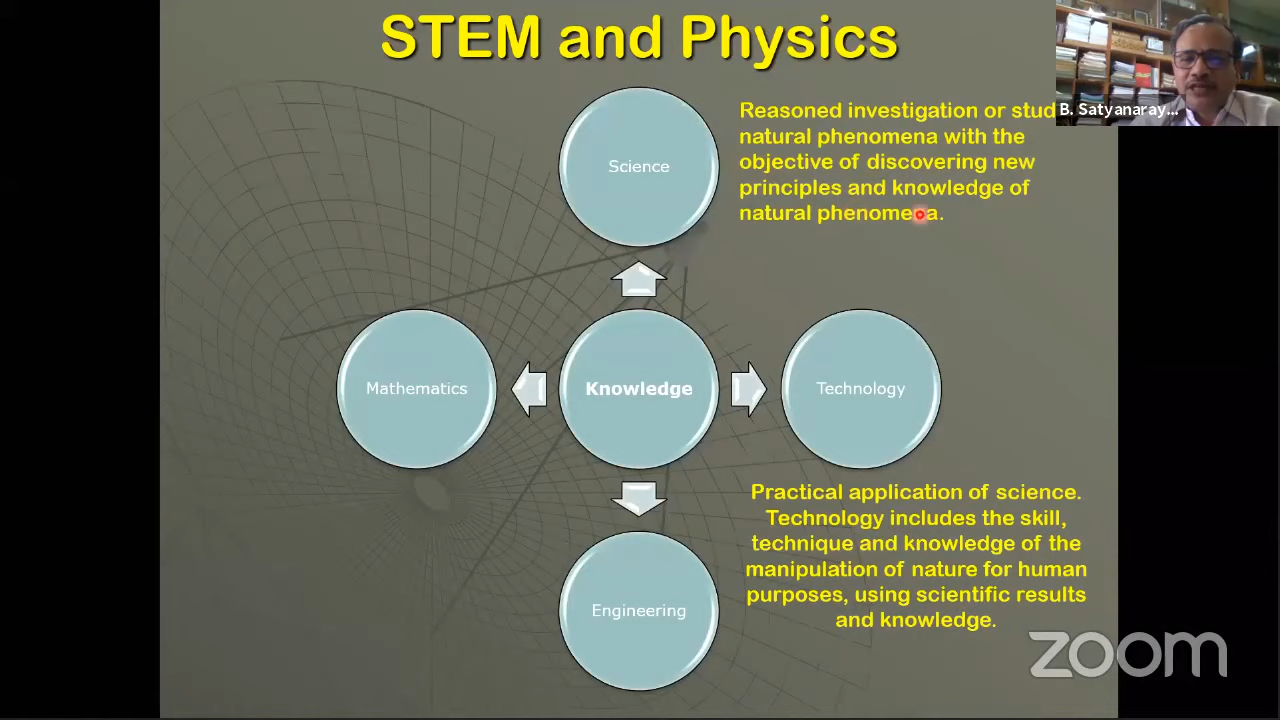 STEM and Physics
B. Satyanaray...
Science
Reasoned investigation or stud
natural phenomena with the
objective of discovering new
principles and knowledge of
natural phenomena.
Mathematics
Knowledge
Technology
Practical application of science.
Technology includes the skill,
technique and knowledge of the
manipulation of nature for human
purposes, using scientific results
and knowledge.
Engineering
zoom